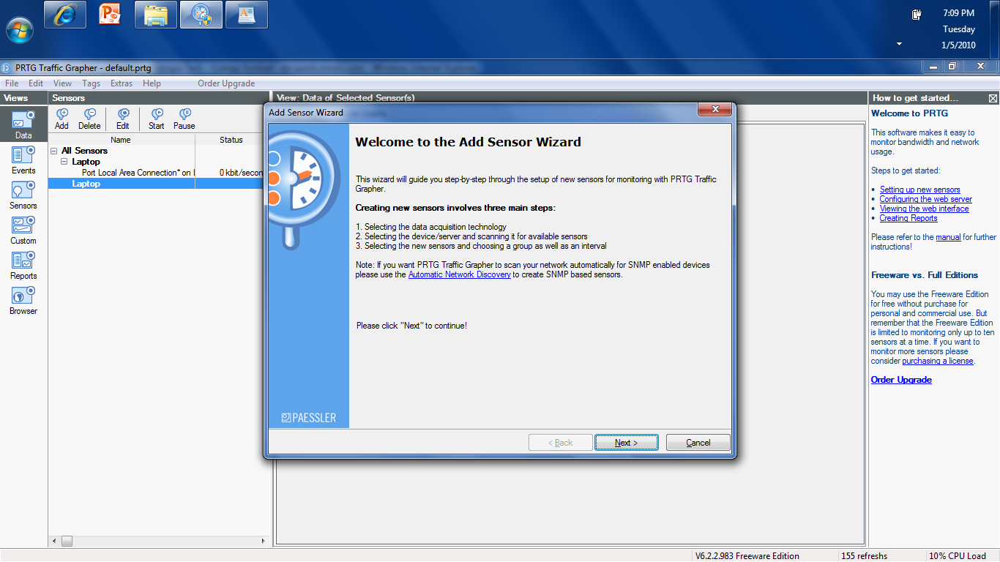 7:09 PM
Tuesday
1/5/2010
PRTG Traffic Grapher - default.prtg
File Edit View Tags Extras Help Order Upgrade
Views
Data
Events
Sensors
Custom
Reports
Browser
Sensors
Add Delete Edit Start Pause
Name Status
All Sensors
Laptop
Port Local Area Connection* on 0 kbit/secon
Laptop
View: Data of Selected Sensor(s)
Add Sensor Wizard
Welcome to the Add Sensor Wizard
This wizard will guide you step-by-step through the setup of new sensors for monitoring with PRTG Traffic
Grapher.
Creating new sensors involves three main steps:
1. Selecting the data acquisition technology
2. Selecting the device/server and scanning it for available sensors
3. Selecting the new sensors and choosing a group as well as an interval
Note: If you want PRTG Traffic Grapher to scan your network automatically for SNMP enabled devices
please use the Automatic Network Discovery to create SNMP based sensors.
Please click "Next" to continue!
PAESSLER
< Back Next > Cancel
How to get started...
Welcome to PRTG
This software makes it easy to
monitor bandwidth and network
usage.
Steps to get started:
• Setting up new sensors
• Configuring the web server
• Viewing the web interface
• Creating Reports
Please refer to the manual for further
instructions!
Freeware vs. Full Editions
You may use the Freeware Edition
for free without purchase for
personal and commercial use. But
remember that the Freeware Edition
is limited to monitoring only up to ten
sensors at a time. If you want to
monitor more sensors please
consider purchasing a license.
Order Upgrade
V6.2.2.983 Freeware Edition 155 refreshs 10% CPU Load